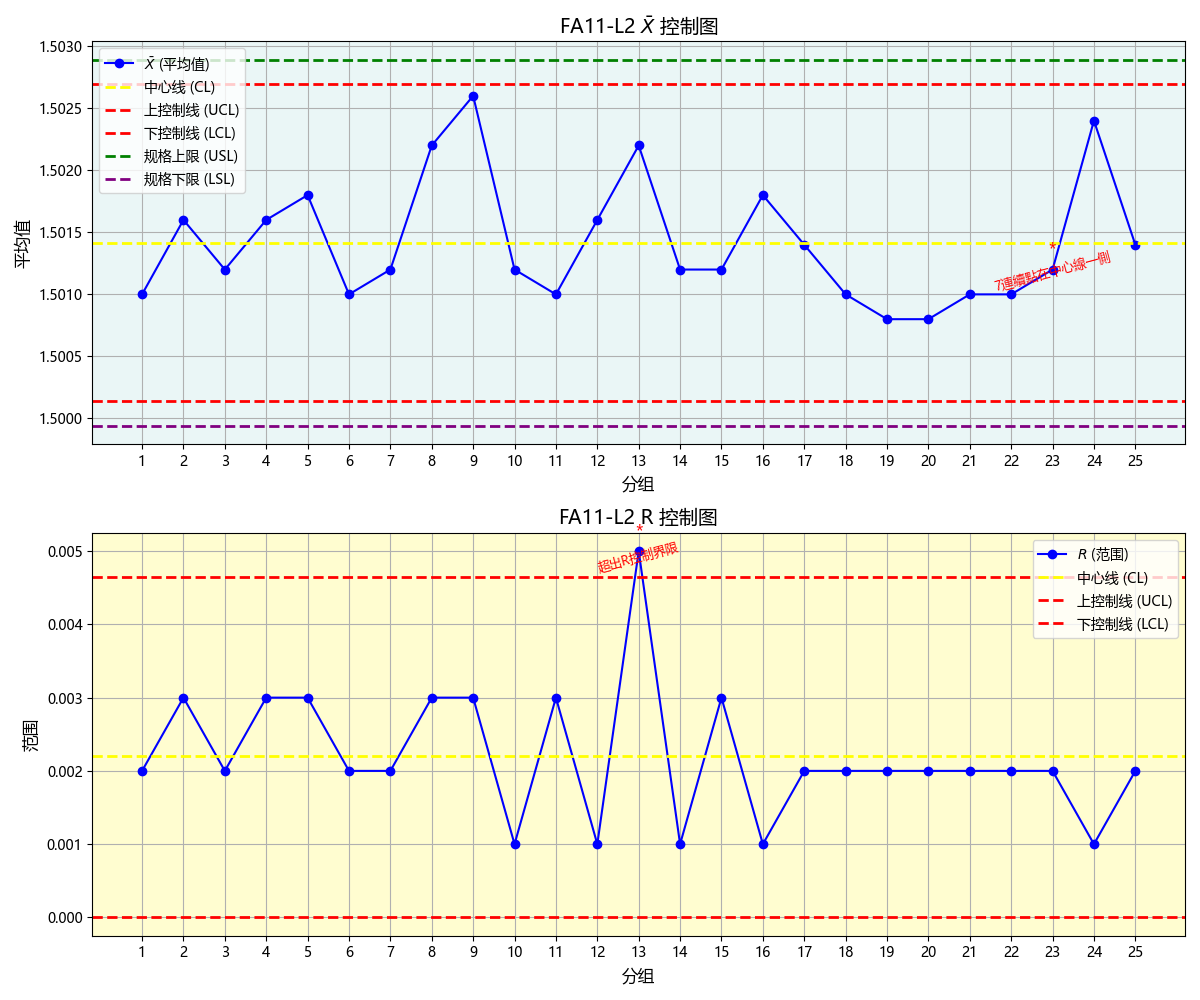 FA11-L2 X̄ 控制图
1.5030
1.5025
1.5020
1.5015
1.5010
1.5005
1.5000
平均值
X̄ (平均值)
中心线 (CL)
上控制线 (UCL)
下控制线 (LCL)
规格上限 (USL)
规格下限 (LSL)
*
7連續點在中心線一側
1 2 3 4 5 6 7 8 9 10 11 12 13 14 15 16 17 18 19 20 21 22 23 24 25
分组
FA11-L2 R 控制图
*
超出R控制界限
0.005
0.004
0.003
0.002
0.001
0.000
范围
R (范围)
中心线 (CL)
上控制线 (UCL)
下控制线 (LCL)
1 2 3 4 5 6 7 8 9 10 11 12 13 14 15 16 17 18 19 20 21 22 23 24 25
分组